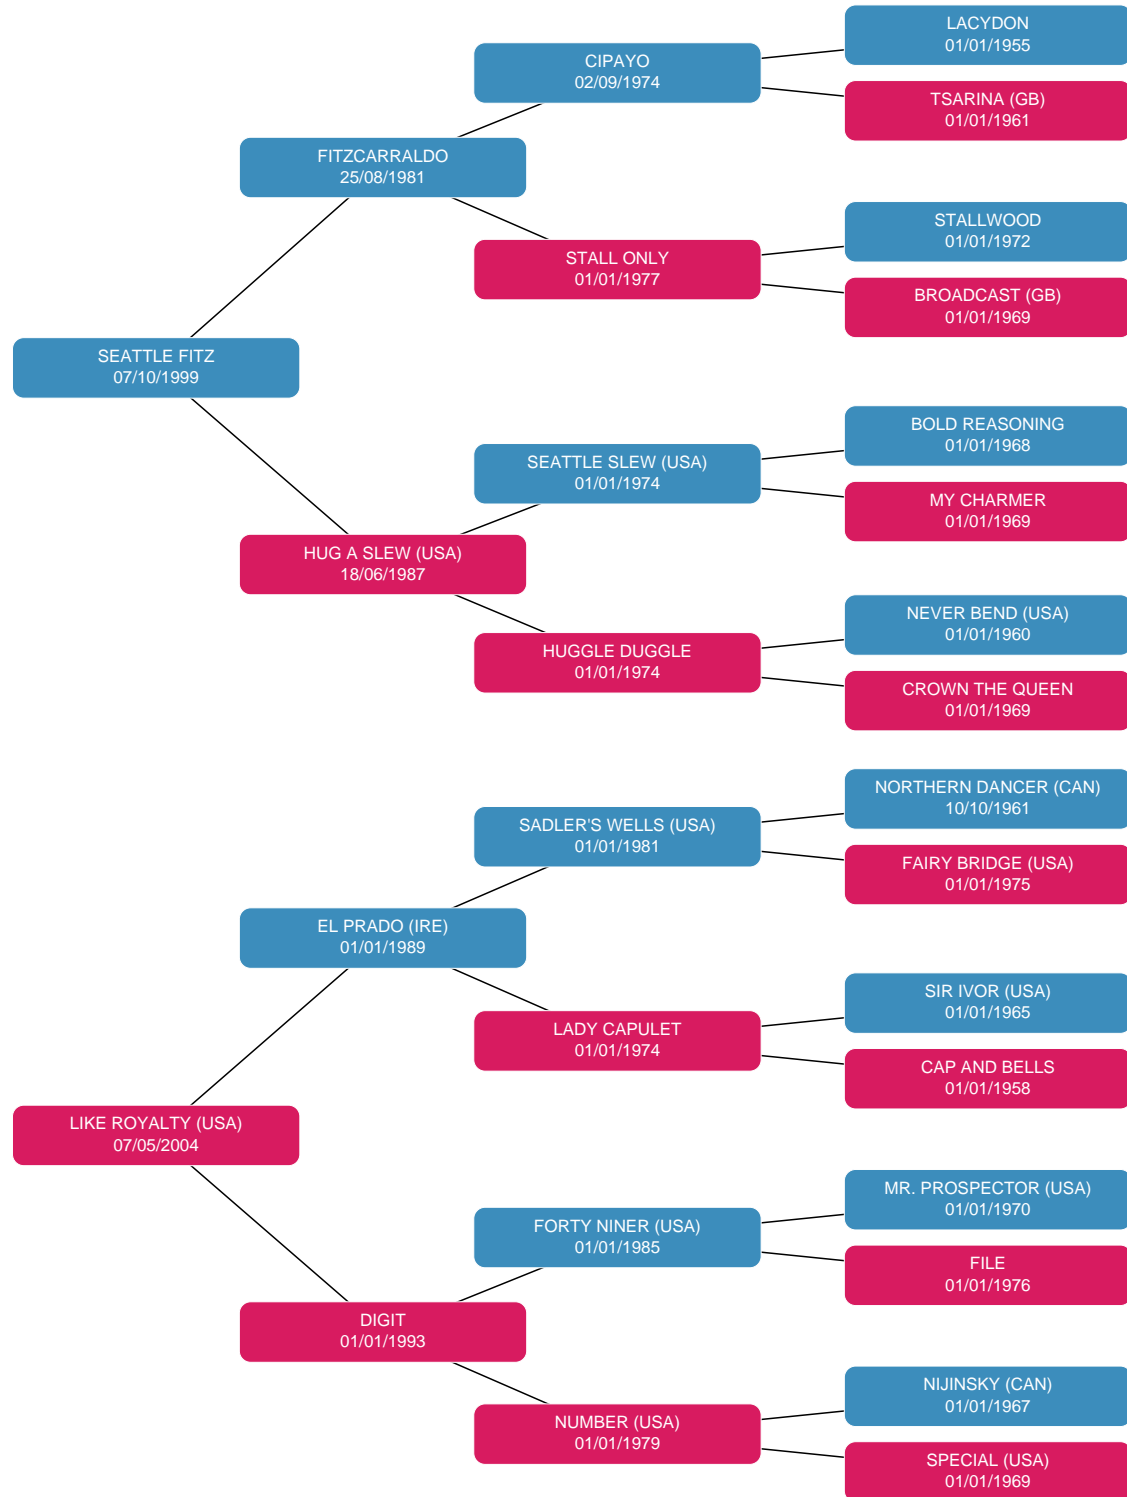 LACYDON
01/01/1955
CIPAYO
02/09/1974
TSARINA (GB)
01/01/1961
FITZCARRALDO
25/08/1981
STALLWOOD
01/01/1972
STALL ONLY
01/01/1977
BROADCAST (GB)
01/01/1969
SEATTLE FITZ
07/10/1999
BOLD REASONING
01/01/1968
SEATTLE SLEW (USA)
01/01/1974
MY CHARMER
01/01/1969
HUG A SLEW (USA)
18/06/1987
NEVER BEND (USA)
01/01/1960
HUGGLE DUGGLE
01/01/1974
CROWN THE QUEEN
01/01/1969
NORTHERN DANCER (CAN)
10/10/1961
SADLER'S WELLS (USA)
01/01/1981
FAIRY BRIDGE (USA)
01/01/1975
EL PRADO (IRE)
01/01/1989
SIR IVOR (USA)
01/01/1965
LADY CAPULET
01/01/1974
CAP AND BELLS
01/01/1958
LIKE ROYALTY (USA)
07/05/2004
MR. PROSPECTOR (USA)
01/01/1970
FORTY NINER (USA)
01/01/1985
FILE
01/01/1976
DIGIT
01/01/1993
NIJINSKY (CAN)
01/01/1967
NUMBER (USA)
01/01/1979
SPECIAL (USA)
01/01/1969